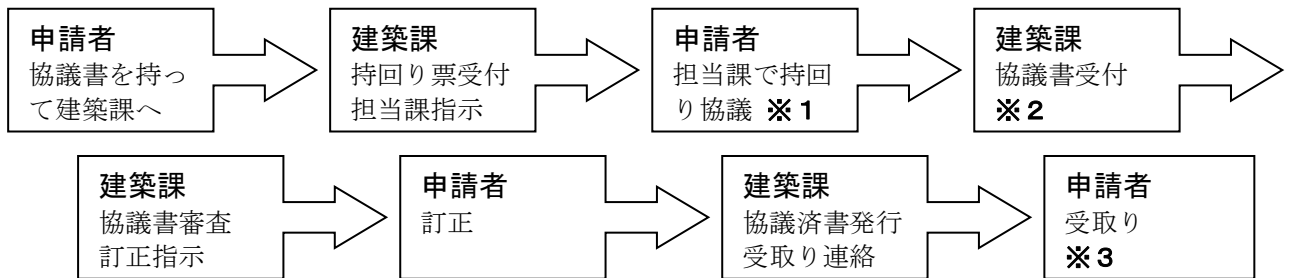 申請者
協議書を持っ
て建築課へ
建築課
持回り票受付
担当課指示
申請者
担当課で持回
り協議 ※1
建築課
協議書受付
※2
建築課
協議書審査
訂正指示
申請者
訂正
建築課
協議済書発行
受取り連絡
申請者
受取り
※3